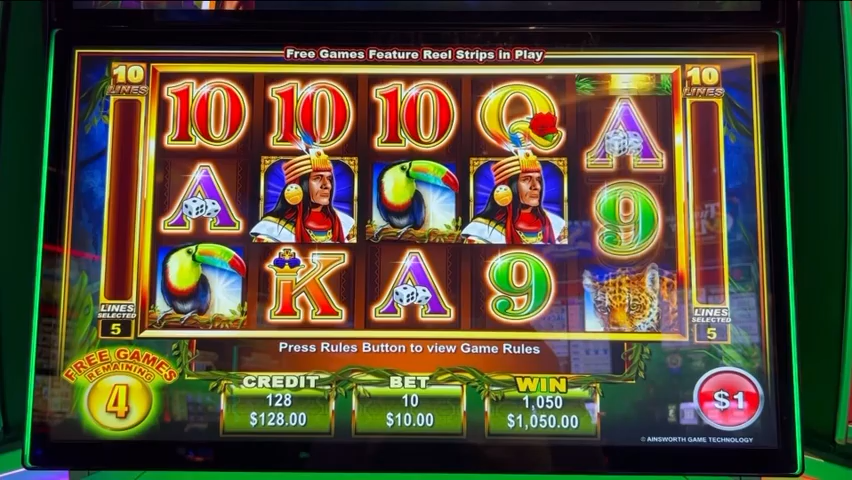 Free Games Feature Reel Strips in Play
10 LINES
10 LINES
10 10 10 Q
A
A
9
K A 9
LINES SELECTED 5
LINES SELECTED 5
Press Rules Button to view Game Rules
FREE GAMES
REMAINING
4
CREDIT
128
$128.00
BET
10
$10.00
WIN
1,050
$1,050.00
$1
© AINSWORTH GAME TECHNOLOGY